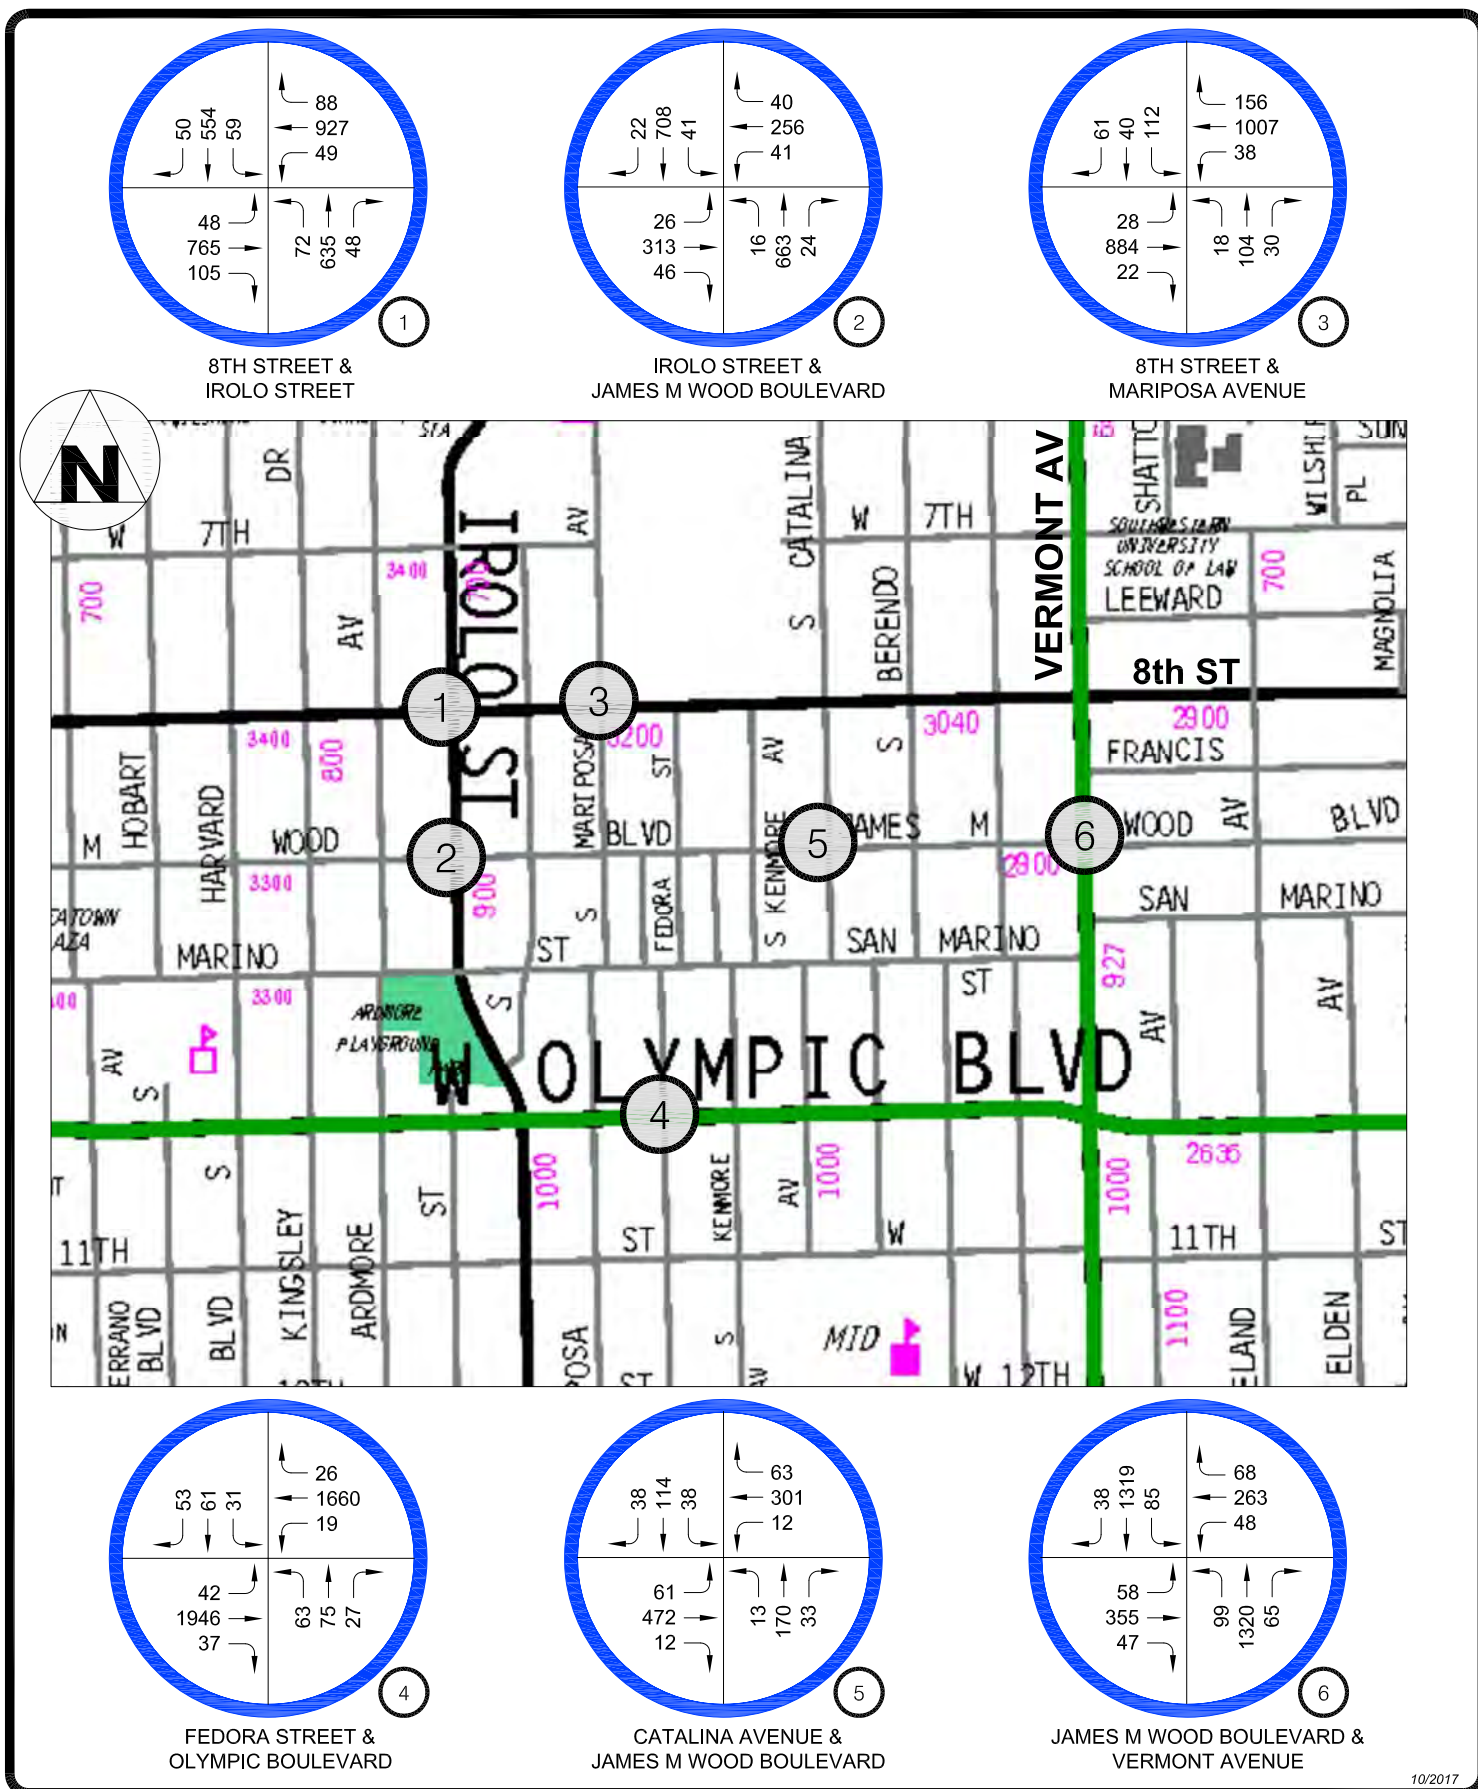 88
50 554 59
927
49
48
765
105
72 635 48
1
8TH STREET &
IROLO STREET
40
22 708 41
256
41
26
313
46
16 663 24
2
IROLO STREET &
JAMES M WOOD BOULEVARD
156
61 40 112
1007
38
28
884
22
18 104 30
3
8TH STREET &
MARIPOSA AVENUE
N
STA
DR
W 7TH
3400
700
AV
IROLO ST
700
AV
S CATALINA
W 7TH
BERENDO
VERMONT AV
SHATTO
WILSHIRE
SUN
PL
SOUTHWESTERN
UNIVERSITY
SCHOOL OF LAW
LEEWARD
700
MAGNOLIA
8th ST
1
3
3400
800
3200
3040
2900
FRANCIS
HOBART
HARVARD
MARIPOSA
ST
AV
S
M
WOOD
BLVD
2
5
JAMES M
6
WOOD
AV
BLVD
3300
900
S
FEDORA
S KENMORE
2900
SAN MARINO
MARINO
ST
SAN MARINO
ST
927
3300
ARDMORE
PLAYGROUND
S
AV
S
AV
AV
W OLYMPIC BLVD
4
2635
S
ST
1000
KENMORE
AV
1000
1000
11TH
KINGSLEY
ARDMORE
ST
W
11TH
ST
BLVD
BLVD
S
MID
1100
ELDEN
W 12TH
26
53 61 31
1660
19
42
1946
37
63 75 27
4
FEDORA STREET &
OLYMPIC BOULEVARD
63
38 114 38
301
12
61
472
12
13 170 33
5
CATALINA AVENUE &
JAMES M WOOD BOULEVARD
68
38 1319 85
263
48
58
355
47
99 1320 65
6
JAMES M WOOD BOULEVARD &
VERMONT AVENUE
10/2017